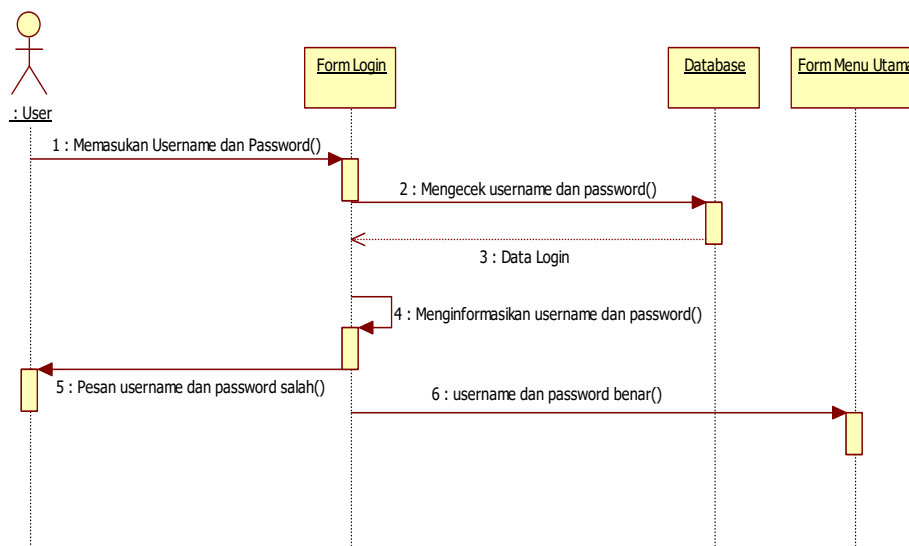 Form Login
Database
Form Menu Utama
: User
1 : Memasukan Username dan Password()
2 : Mengecek username dan password()
3 : Data Login
4 : Menginformasikan username dan password()
5 : Pesan username dan password salah()
6 : username dan password benar()